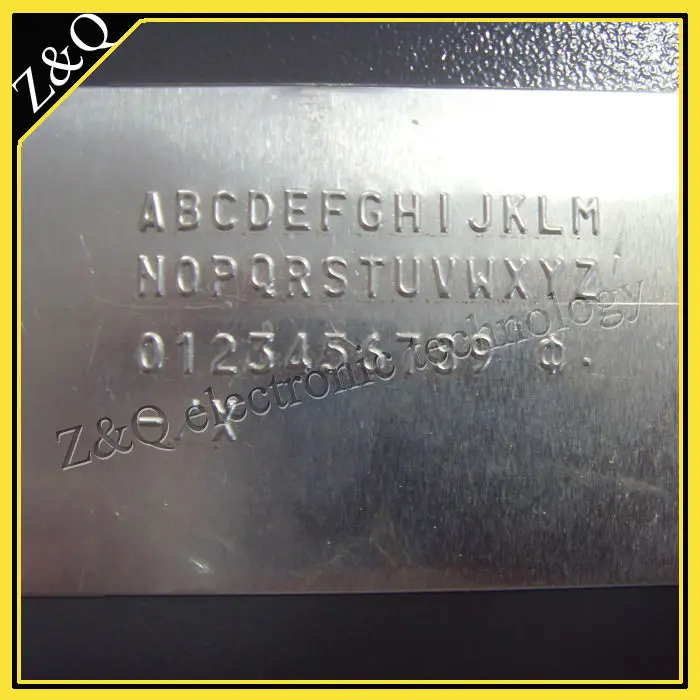 Z&Q
ABCDEFGHIJKLM
NOPQRSTUVWXYZ
0123456789 Φ.
-/X
Z&Q electronic technology